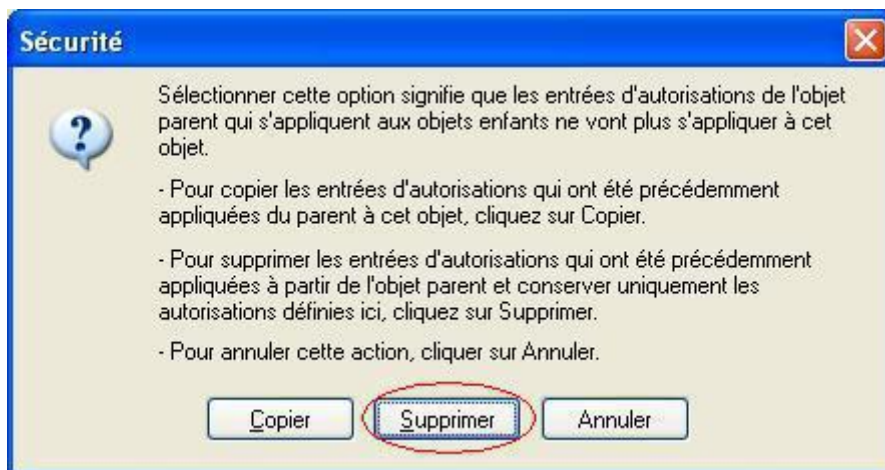 Sécurité
Sélectionner cette option signifie que les entrées d'autorisations de l'objet
parent qui s'appliquent aux objets enfants ne vont plus s'appliquer à cet
objet.
- Pour copier les entrées d'autorisations qui ont été précédemment
appliquées du parent à cet objet, cliquez sur Copier.
- Pour supprimer les entrées d'autorisations qui ont été précédemment
appliquées à partir de l'objet parent et conserver uniquement les
autorisations définies ici, cliquez sur Supprimer.
- Pour annuler cette action, cliquer sur Annuler.
Copier Supprimer Annuler